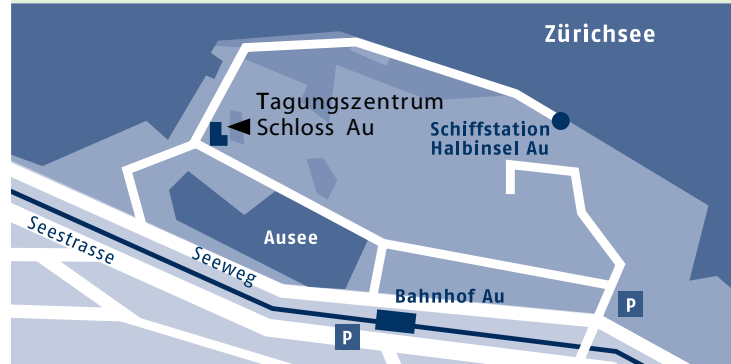 Zürichsee
Tagungszentrum
Schloss Au
Schiffstation
Halbinsel Au
Ausee
Seestrasse
Seeweg
Bahnhof Au
P
P